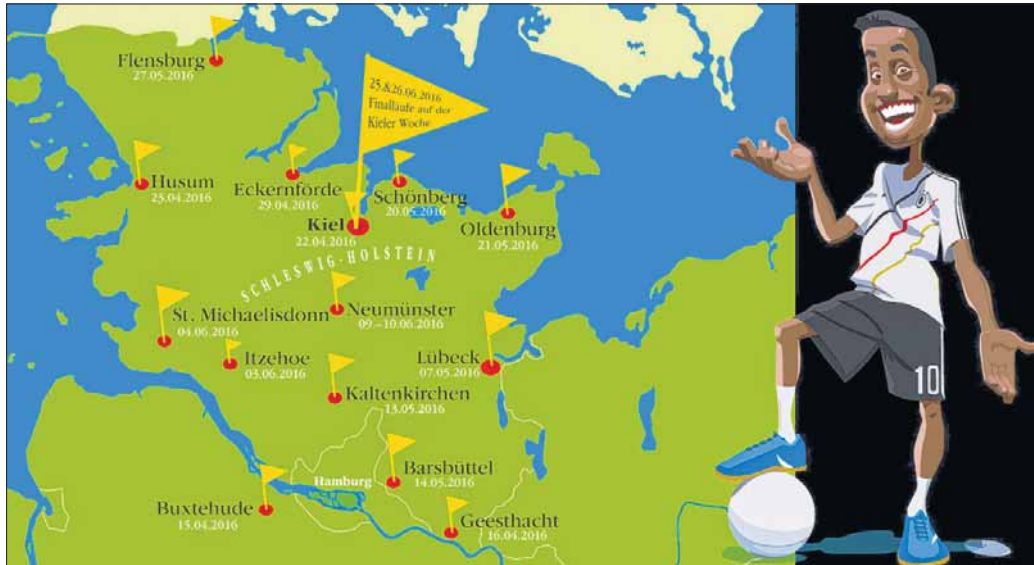 Flensburg
27.05.2016
25.&26.06.2016
Finalläufe auf der
Kieler Woche
Husum
23.04.2016
Eckernförde
29.04.2016
Schönberg
20.05.2016
Kiel
22.04.2016
Oldenburg
21.05.2016
SCHLESWIG-HOLSTEIN
St. Michaelisdonn
04.06.2016
Neumünster
09.–10.06.2016
Itzehoe
03.06.2016
Lübeck
07.05.2016
Kaltenkirchen
13.05.2016
Barsbüttel
14.05.2016
Hamburg
Buxtehude
15.04.2016
Geesthacht
16.04.2016
10